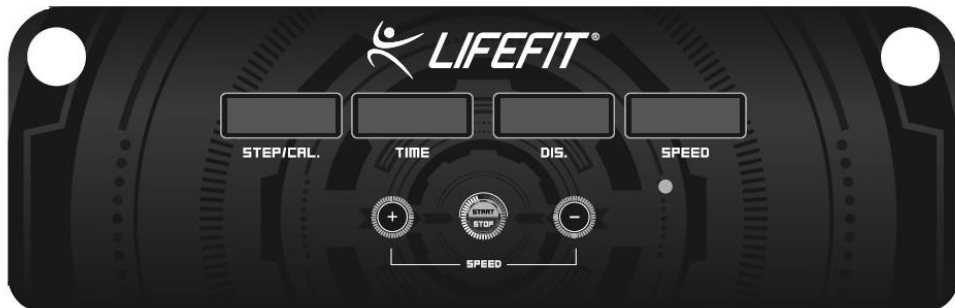 LIFEFIT®
STEP/CAL. TIME DIS. SPEED
+ START −
STOP
SPEED